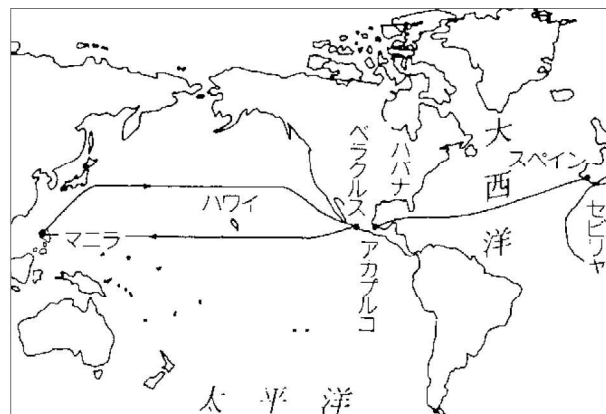 大西洋
スペイン
セビリヤ
ハバナ
ベラクルス
アカプルコ
ハワイ
マニラ
太平洋